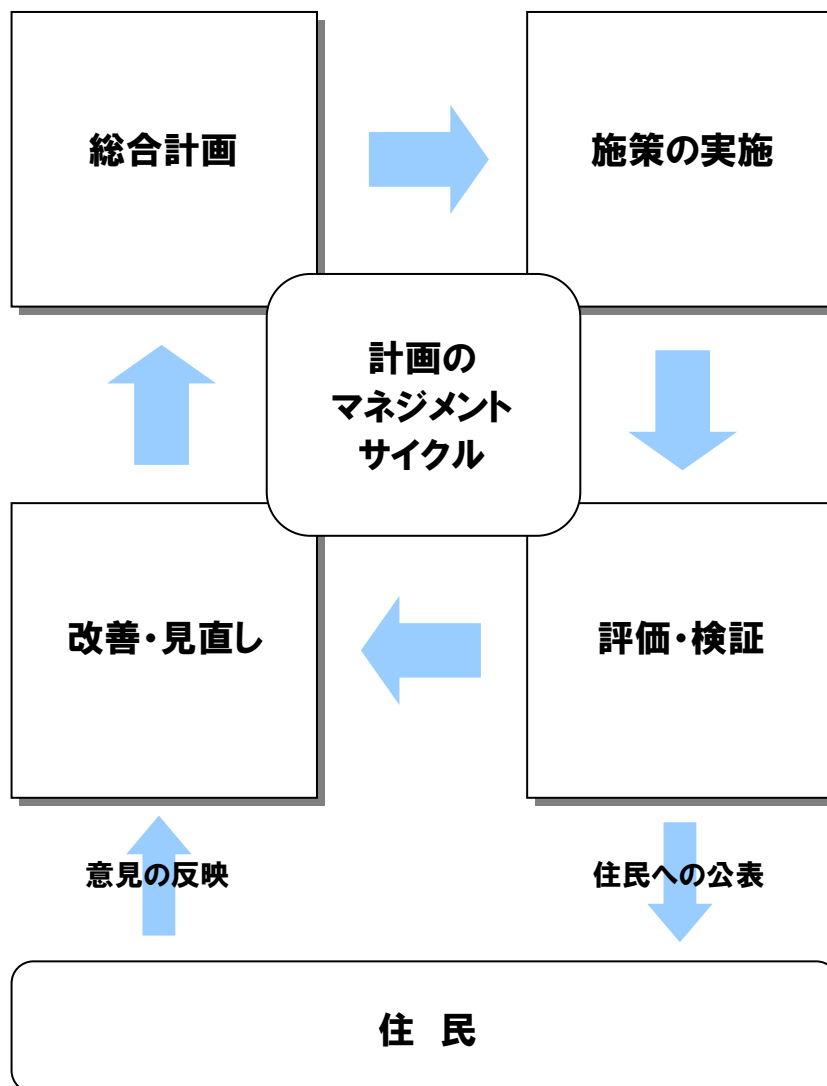 総合計画
施策の実施
計画の
マネジメント
サイクル
改善・見直し
評価・検証
意見の反映
住民への公表
住 民